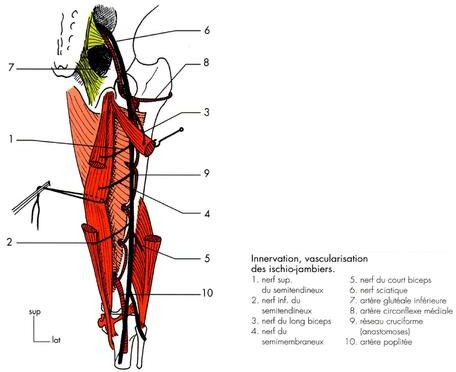 6
7
8
3
1
9
4
2
5
10
sup
lat
Innervation, vascularisation
des ischio-jambiers.
1. nerf sup.
du semitendineux
2. nerf inf. du
semitendineux
3. nerf du long biceps
4. nerf du
semimembraneux
5. nerf du court biceps
6. nerf sciatique
7. artère glutéale inférieure
8. artère circonflexe médiale
9. réseau cruciforme
(anastomoses)
10. artère poplitée